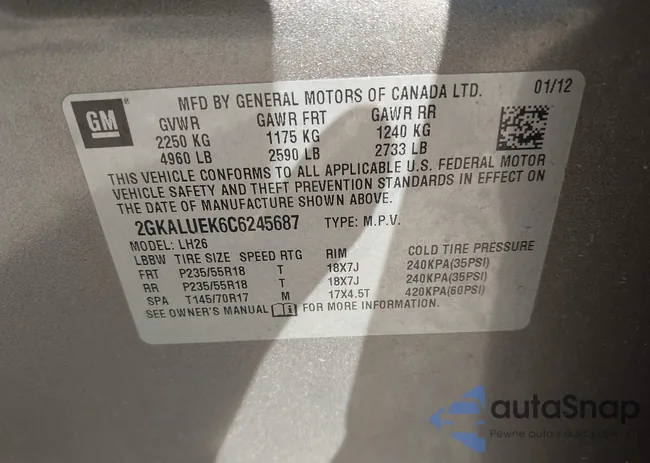 MFD BY GENERAL MOTORS OF CANADA LTD. 01/12
GM
GVWR GAWR FRT GAWR RR
2250 KG 1175 KG 1240 KG
4960 LB 2590 LB 2733 LB
THIS VEHICLE CONFORMS TO ALL APPLICABLE U.S. FEDERAL MOTOR
VEHICLE SAFETY AND THEFT PREVENTION STANDARDS IN EFFECT ON
THE DATE OF MANUFACTURE SHOWN ABOVE.
2GKALUEK6C6245687 TYPE: M.P.V.
MODEL: LH26
LBBW TIRE SIZE SPEED RTG RIM COLD TIRE PRESSURE
FRT P235/55R18 T 18X7J 240KPA(35PSI)
RR P235/55R18 T 18X7J 240KPA(35PSI)
SPA T145/70R17 M 17X4.5T 420KPA(60PSI)
SEE OWNER'S MANUAL FOR MORE INFORMATION.
autaSnap
Pewne auta z autosnap.pl